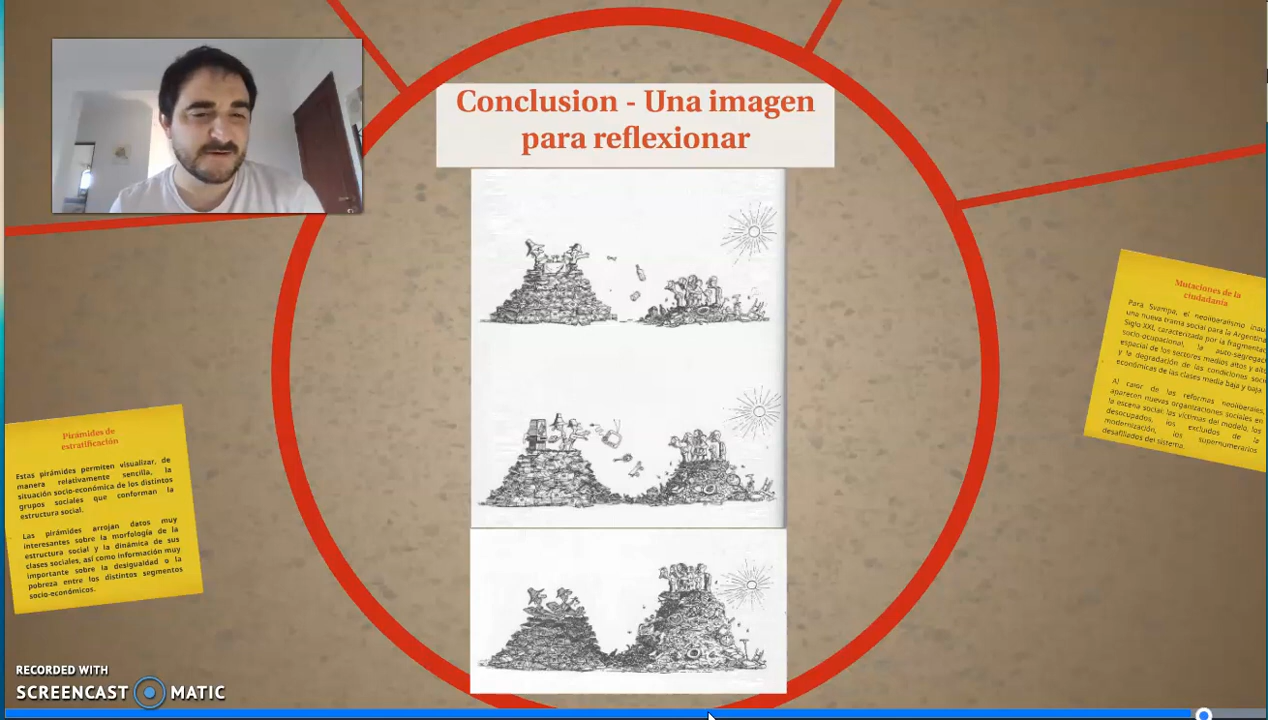 Conclusion - Una imagen
para reflexionar
Pirámides de
estratificación
Estas pirámides permiten visualizar, de
manera relativamente sencilla, la
situación socio-económica de los distintos
grupos sociales que conforman la
estructura social.
Las pirámides arrojan datos muy
interesantes sobre la morfología de la
estructura social y la dinámica de sus
clases sociales, así como información muy
importante sobre la desigualdad o la
pobreza entre los distintos segmentos
socio-económicos.
Mutaciones de la
ciudadanía
Para Svampa, el neoliberalismo
una nueva trama social para la Argentina
Siglo XXI, caracterizada por la
socio-ocupacional, la
espacial de los sectores medios altos y
y la degradación de las condiciones
económicas de las clases media baja y baja.
Al calor de las reformas neoliberales,
aparecen nuevas organizaciones sociales en
la escena social: las víctimas del modelo, los
desocupados, los excluidos de la
modernización, los supernumerarios
desafiliados del sistema.
RECORDED WITH
SCREENCAST MATIC